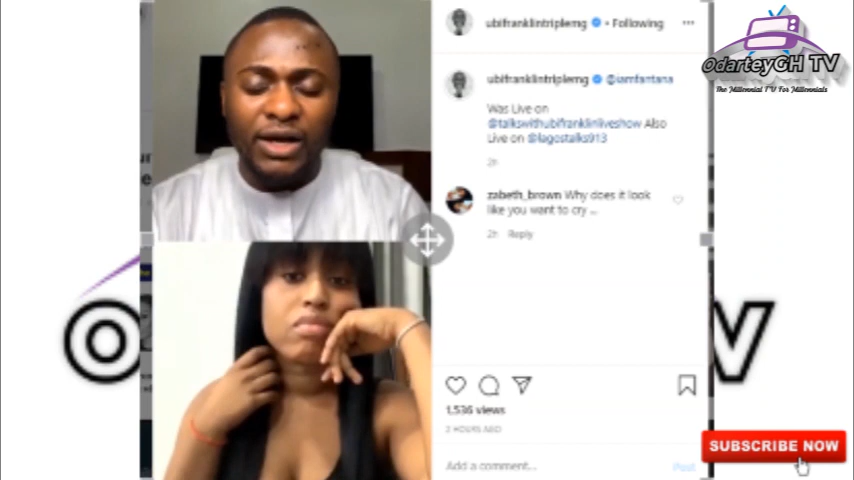 ubifranklintriplemg • Following
ubifranklintriplemg @iamfantana
Was Live on
@talkswithubifranklinliveshow Also
Live on @lagostalks913
2h
zabeth_brown Why does it look
like you want to cry ...
2h Reply
1,536 views
2 HOURS AGO
Add a comment... Post
OdarteyGH TV
The Millennial TV For Millennials
SUBSCRIBE NOW
O V